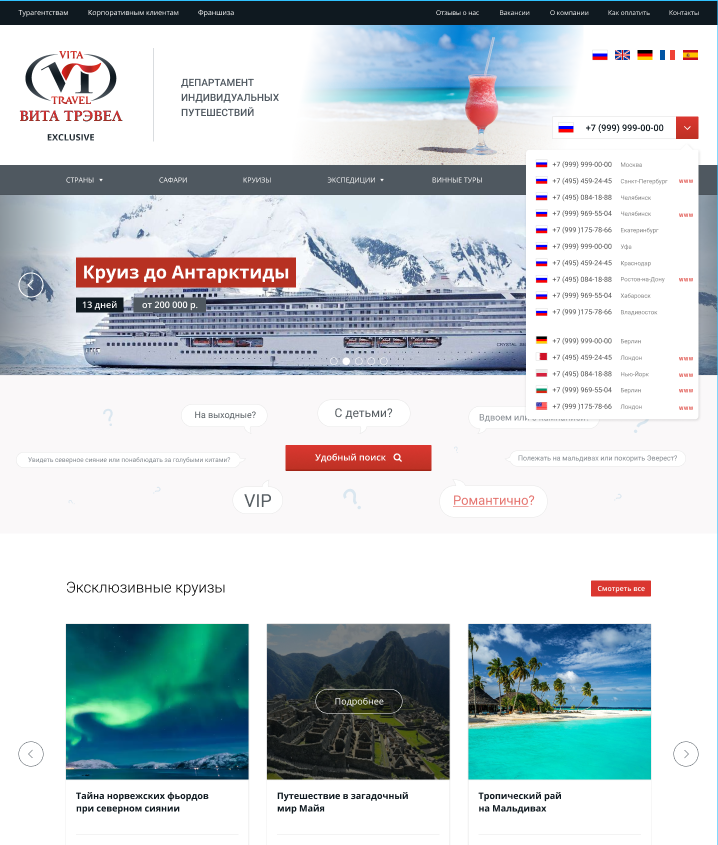 Турагентствам Корпоративным клиентам Франшиза Отзывы о нас Вакансии О компании Как оплатить Контакты
VITA
VT
TRAVEL
ВИТА ТРЭВЕЛ
EXCLUSIVE
ДЕПАРТАМЕНТ
ИНДИВИДУАЛЬНЫХ
ПУТЕШЕСТВИЙ
+7 (999) 999-00-00
+7 (999) 999-00-00 Москва
+7 (495) 459-24-45 Санкт-Петербург www
+7 (495) 084-18-88 Челябинск
+7 (999) 969-55-04 Челябинск www
+7 (999 )175-78-66 Екатеринбург
+7 (999) 999-00-00 Уфа
+7 (495) 459-24-45 Краснодар
+7 (495) 084-18-88 Ростов-на-Дону www
+7 (999) 969-55-04 Хабаровск
+7 (999 )175-78-66 Владивосток
+7 (999) 999-00-00 Берлин
+7 (495) 459-24-45 Лондон www
+7 (495) 084-18-88 Нью-Йорк www
+7 (999) 969-55-04 Берлин www
+7 (999 )175-78-66 Лондон www
СТРАНЫ САФАРИ КРУИЗЫ ЭКСПЕДИЦИИ ВИННЫЕ ТУРЫ
Круиз до Антарктиды
13 дней от 200 000 р.
На выходные? С детьми? Вдвоем или
Увидеть северное сияние или понаблюдать за голубыми китами? Удобный поиск Полежать на мальдивах или покорить Эверест?
VIP Романтично?
Эксклюзивные круизы Смотреть все
Подробнее
Тайна норвежских фьордов
при северном сиянии
Путешествие в загадочный
мир Майя
Тропический рай
на Мальдивах